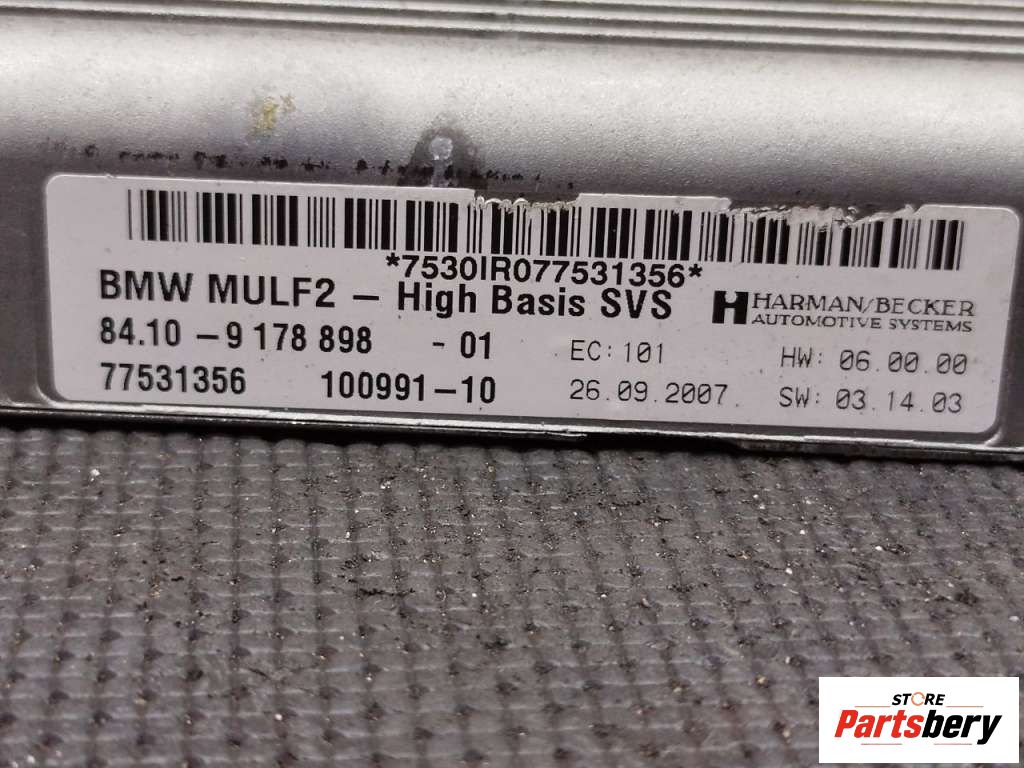 *7530IR077531356*
BMW MULF2 – High Basis SVS
HARMAN/BECKER
AUTOMOTIVE SYSTEMS
84.10 – 9 178 898 - 01
EC: 101
HW: 06.00.00
77531356 100991–10
26.09.2007.
SW: 03.14.03
STORE
Partsbery